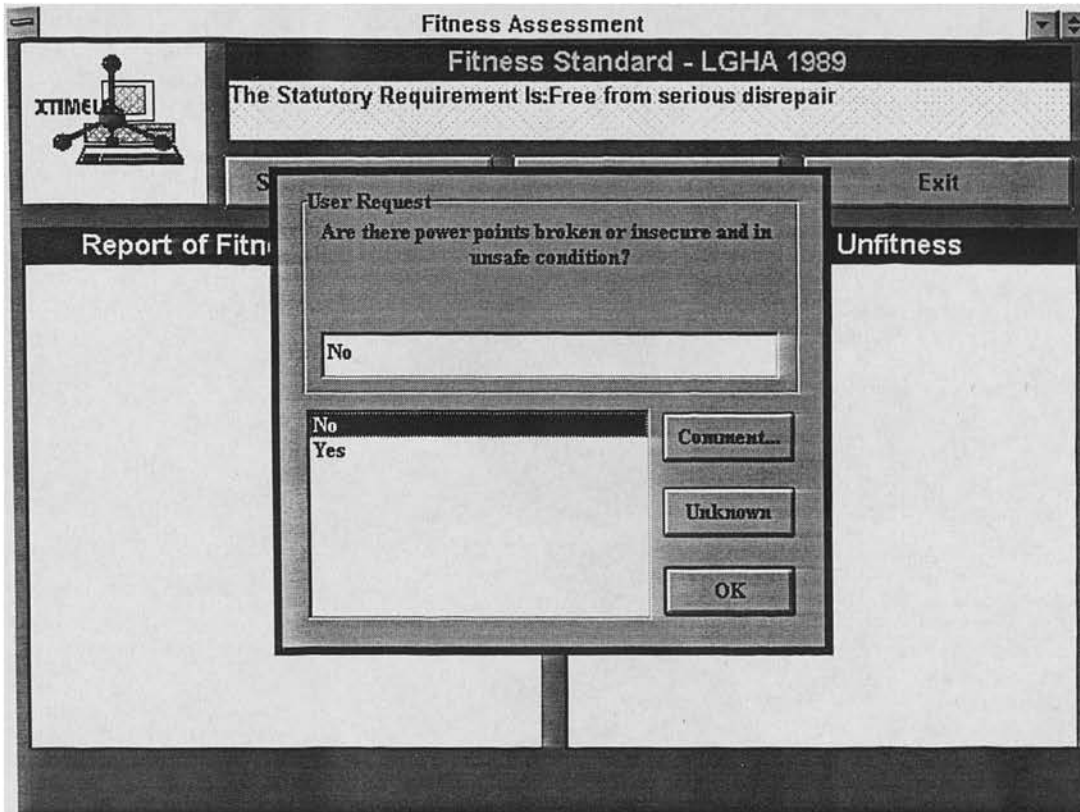 Fitness Assessment
Fitness Standard - LGHA 1989
XTIMEL
The Statutory Requirement Is:Free from serious disrepair
S
Exit
User Request
Report of Fitn
Unfitness
Are there power points broken or insecure and in
unsafe condition?
No
No
Yes
Comment...
Unknown
OK